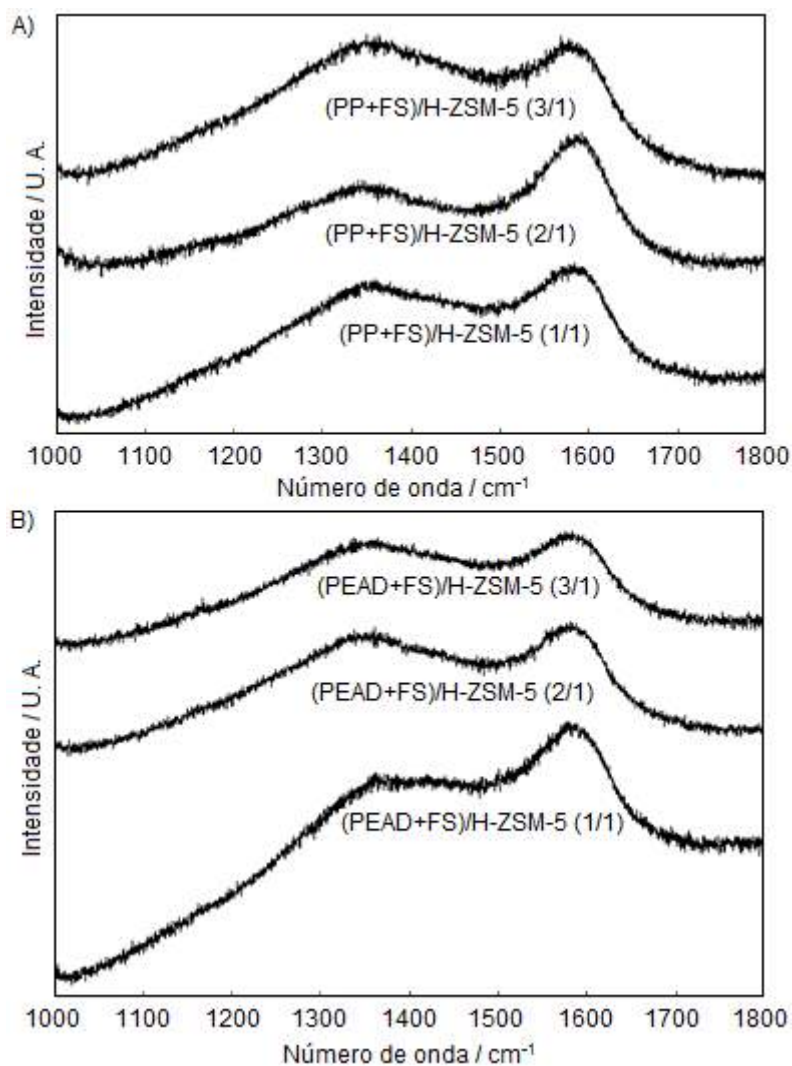 A)
(PP+FS)/H-ZSM-5 (3/1)
(PP+FS)/H-ZSM-5 (2/1)
(PP+FS)/H-ZSM-5 (1/1)
Intensidade / U. A.
1000 1100 1200 1300 1400 1500 1600 1700 1800
Número de onda / cm⁻¹
B)
(PEAD+FS)/H-ZSM-5 (3/1)
(PEAD+FS)/H-ZSM-5 (2/1)
(PEAD+FS)/H-ZSM-5 (1/1)
Intensidade / U. A.
1000 1100 1200 1300 1400 1500 1600 1700 1800
Número de onda / cm⁻¹